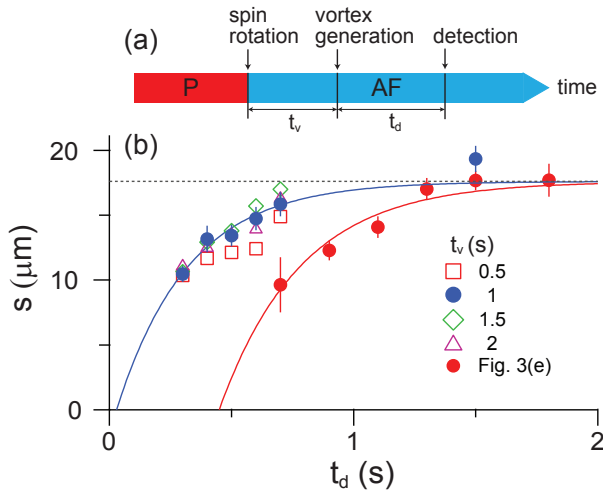 (a)
spin rotation
vortex generation
detection
P
AF
time
t_v
t_d
(b)
20
10
0
s (μm)
t_v (s)
0.5
1
1.5
2
Fig. 3(e)
0
1
2
t_d (s)